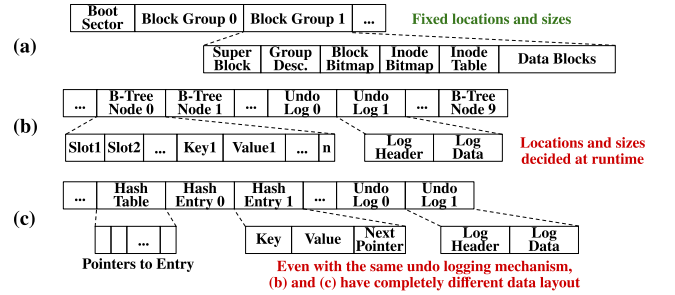 Boot Sector Block Group 0 Block Group 1 ... Fixed locations and sizes
(a)
Super Block Group Desc. Block Bitmap Inode Bitmap Inode Table Data Blocks
... B-Tree Node 0 B-Tree Node 1 ... Undo Log 0 Undo Log 1 ... B-Tree Node 9
(b)
Slot1 Slot2 ... Key1 Value1 ... n Log Header Log Data
Locations and sizes
decided at runtime
... Hash Table Hash Entry 0 Hash Entry 1 ... Undo Log 0 Undo Log 1
(c)
... Key Value Next Pointer Log Header Log Data
Pointers to Entry
Even with the same undo logging mechanism,
(b) and (c) have completely different data layout